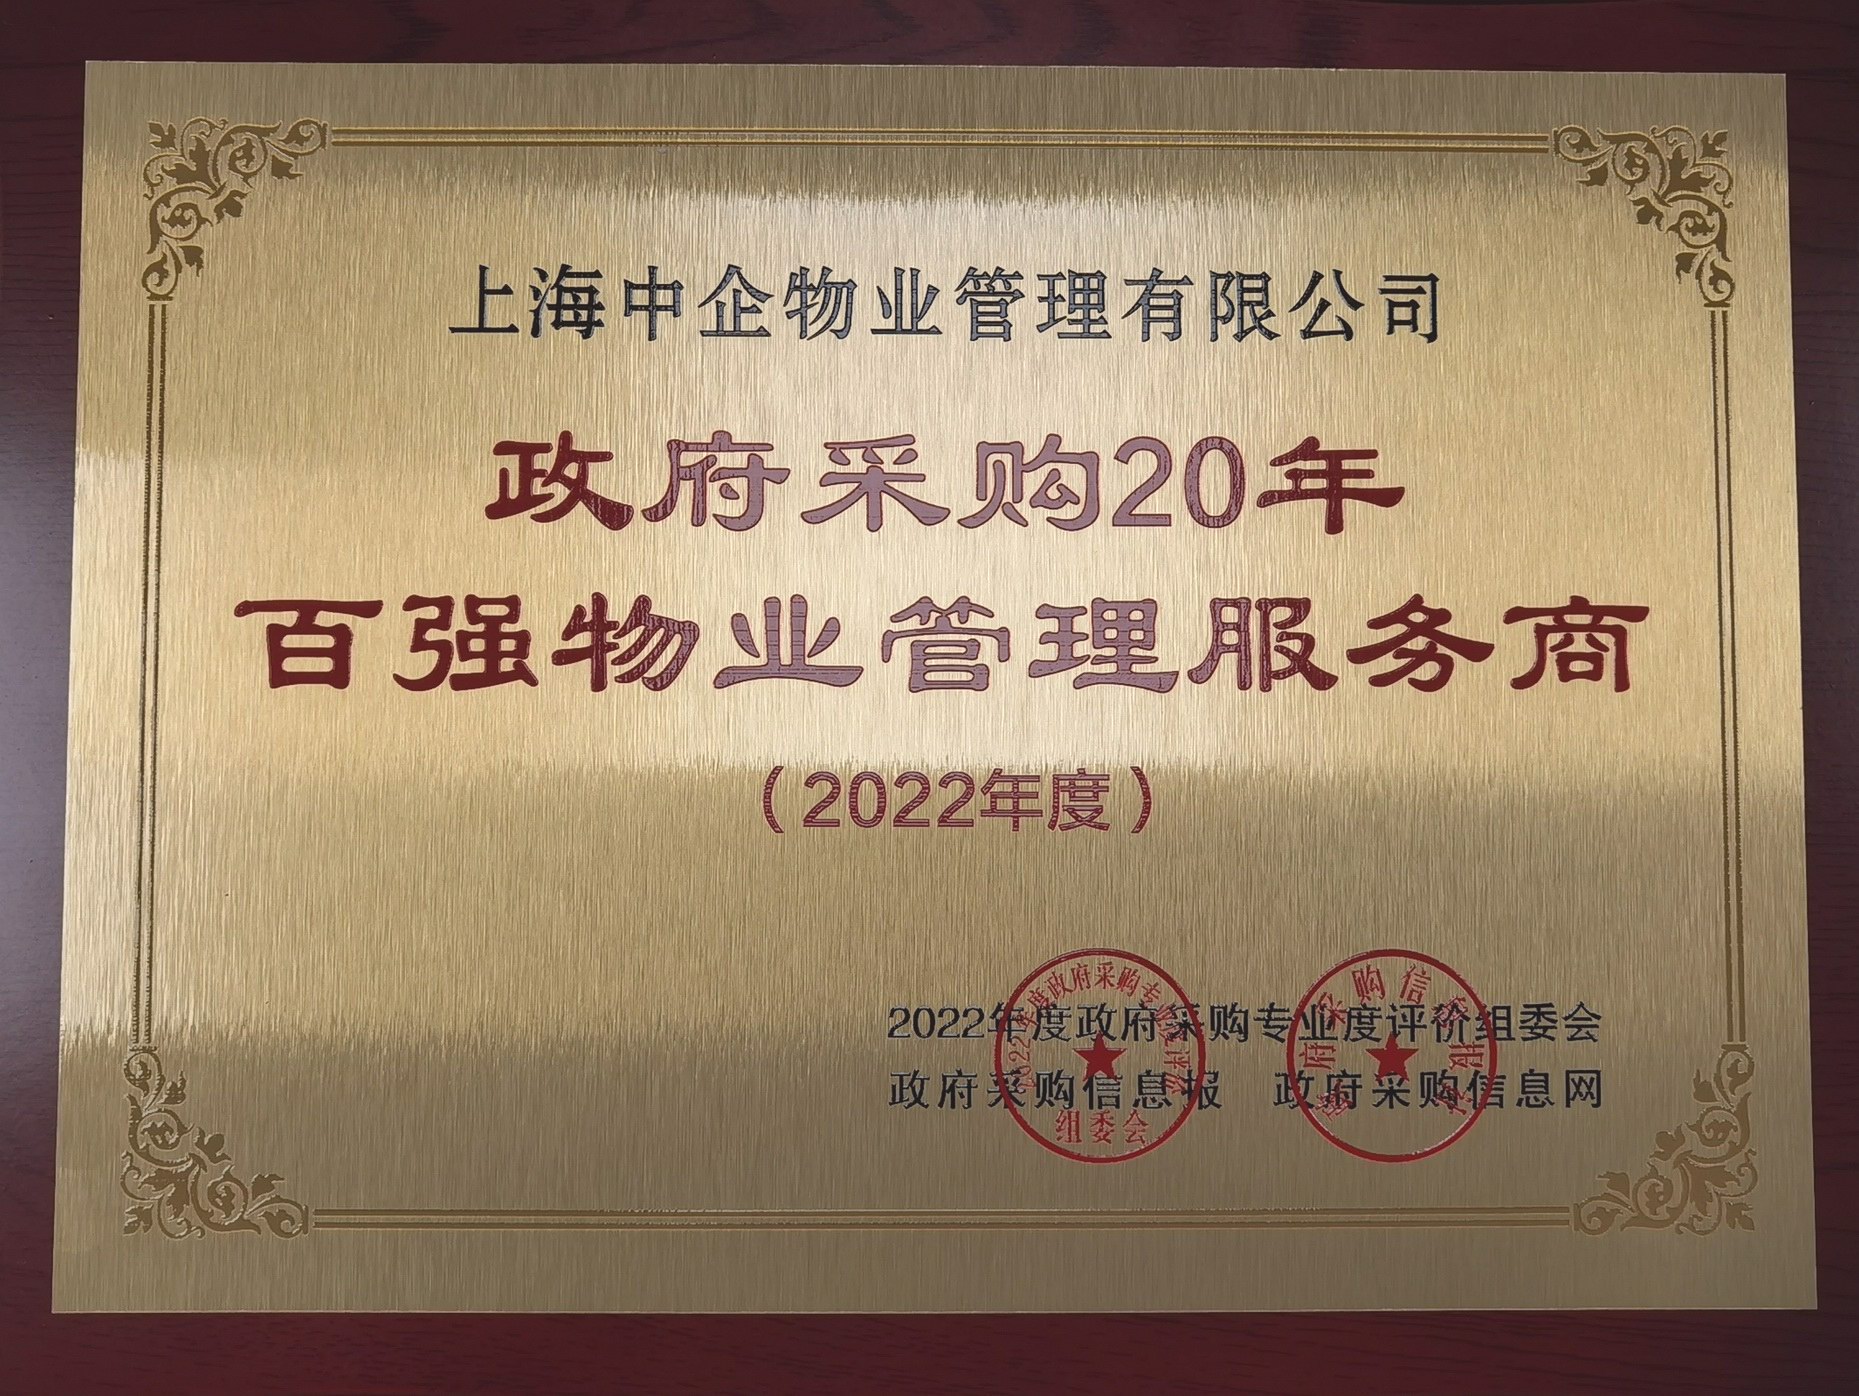 上海中企物业管理有限公司
政府采购20年
百强物业管理服务商
（2022年度）
2022年度政府采购专业度评价组委会
政府采购信息报　政府采购信息网
组委会